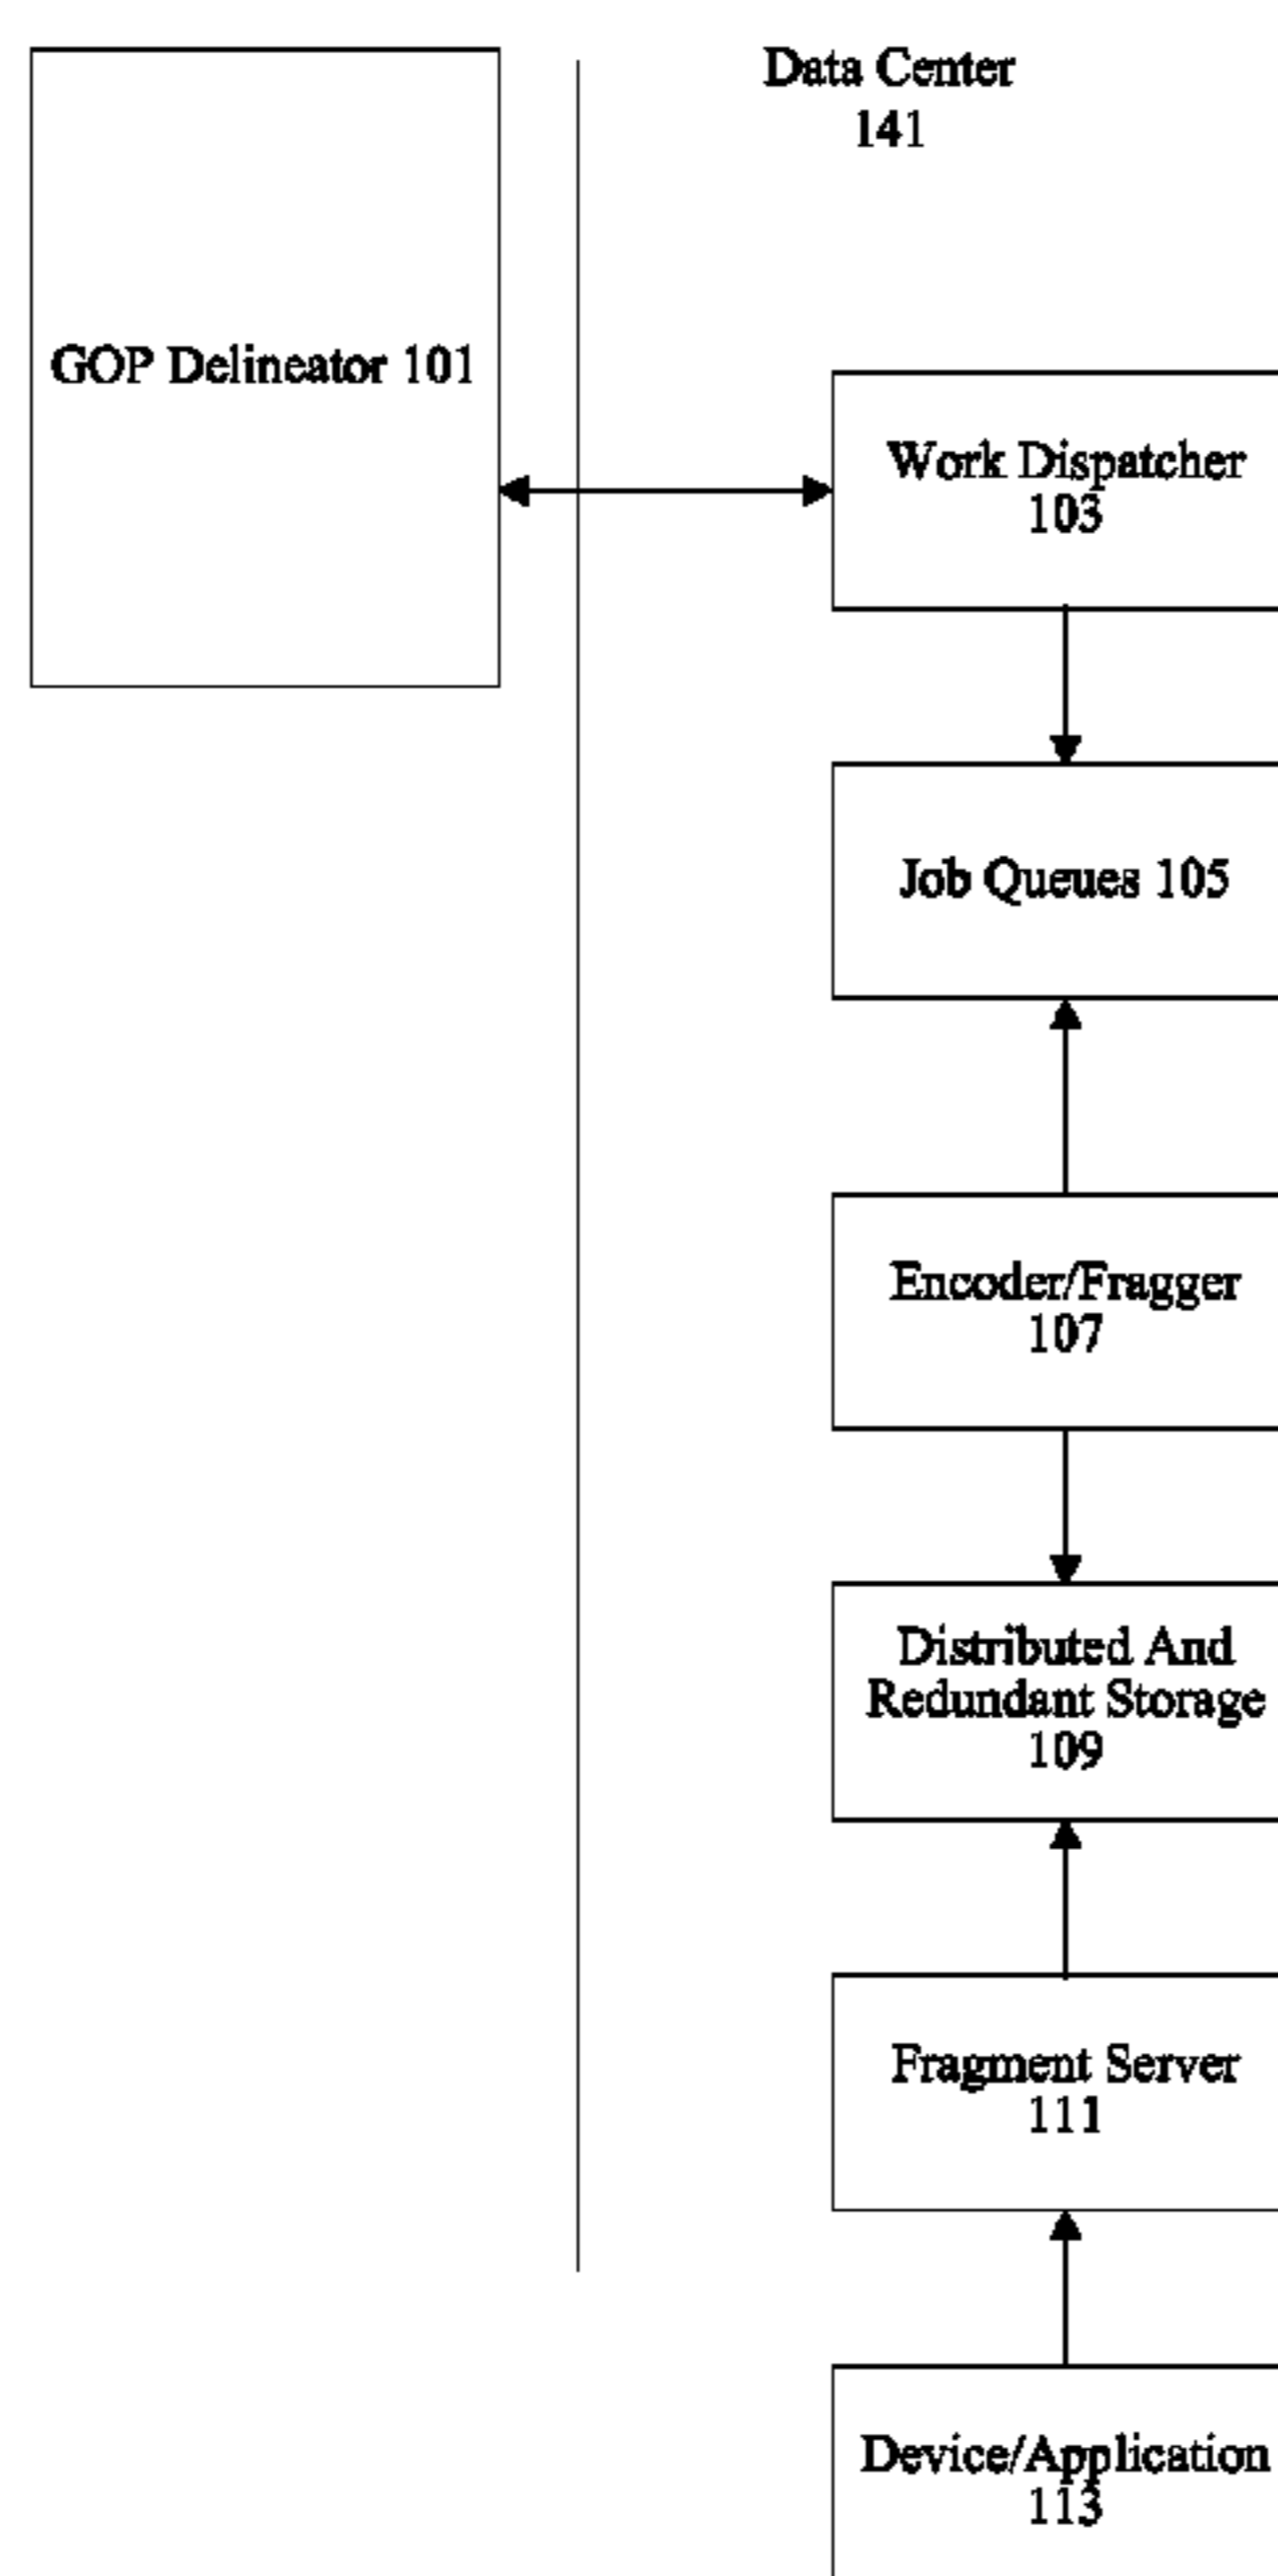 Data Center
141
GOP Delineator 101
Work Dispatcher
103
Job Queues 105
Encoder/Fragger
107
Distributed And
Redundant Storage
109
Fragment Server
111
Device/Application
113